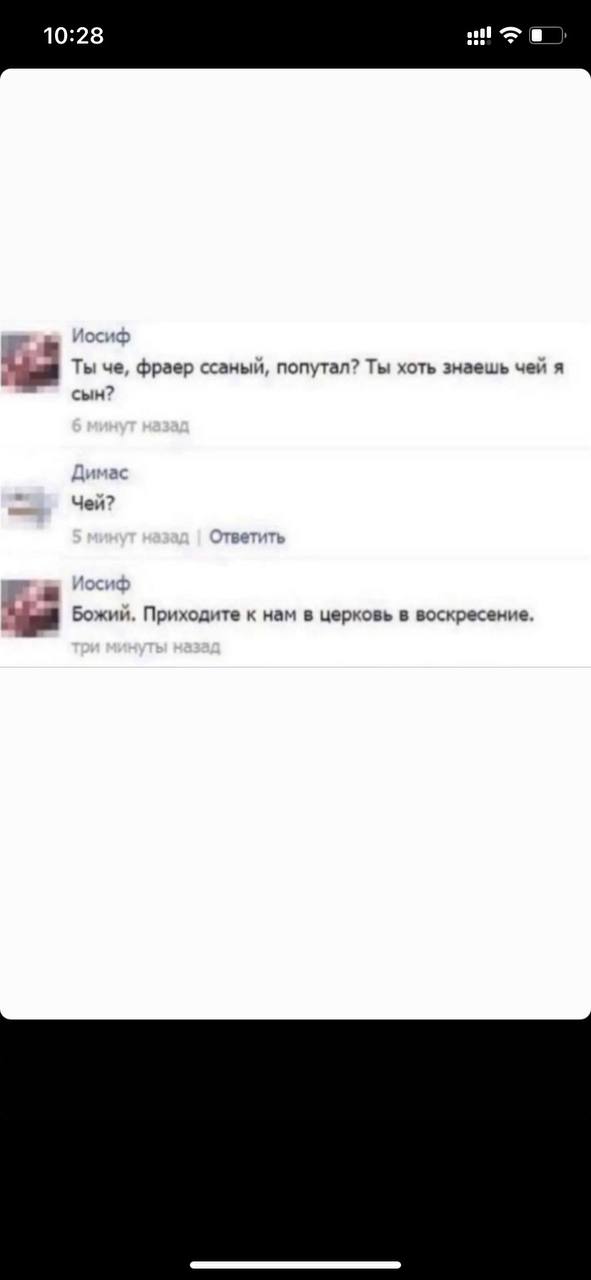 10:28
Иосиф
Ты че, фраер ссаный, попутал? Ты хоть знаешь чей я
сын?
6 минут назад
Димас
Чей?
5 минут назад | Ответить
Иосиф
Божий. Приходите к нам в церковь в воскресение.
три минуты назад